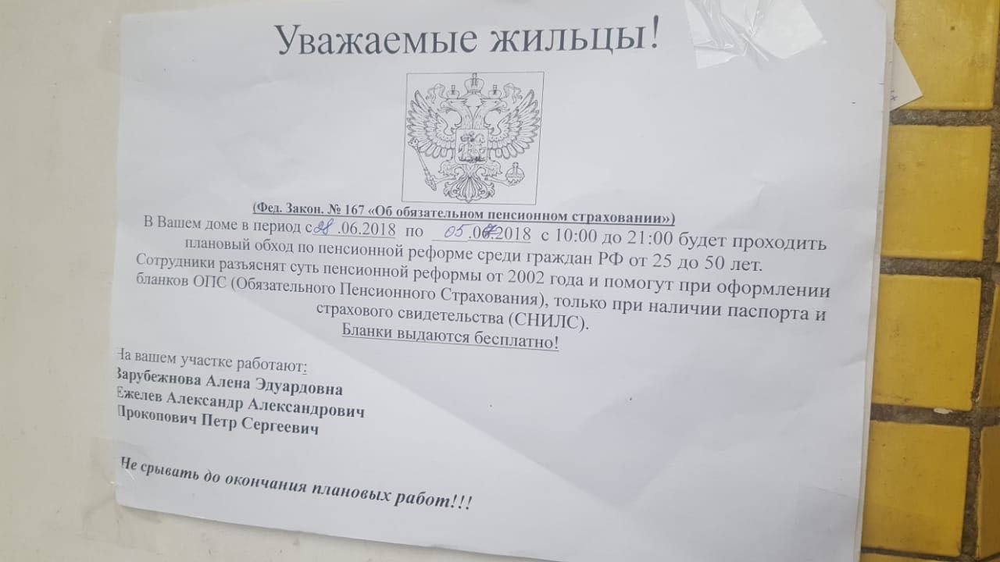 Уважаемые жильцы!
(Фед. Закон. № 167 «Об обязательном пенсионном страховании»)
В Вашем доме в период с 28.06.2018 по 05.07.2018 с 10:00 до 21:00 будет проходить
плановый обход по пенсионной реформе среди граждан РФ от 25 до 50 лет.
Сотрудники разъяснят суть пенсионной реформы от 2002 года и помогут при оформлении
бланков ОПС (Обязательного Пенсионного Страхования), только при наличии паспорта и
страхового свидетельства (СНИЛС).
Бланки выдаются бесплатно!
На вашем участке работают:
Зарубежнова Алена Эдуардовна
Ежелев Александр Александрович
Прокопович Петр Сергеевич
Не срывать до окончания плановых работ!!!